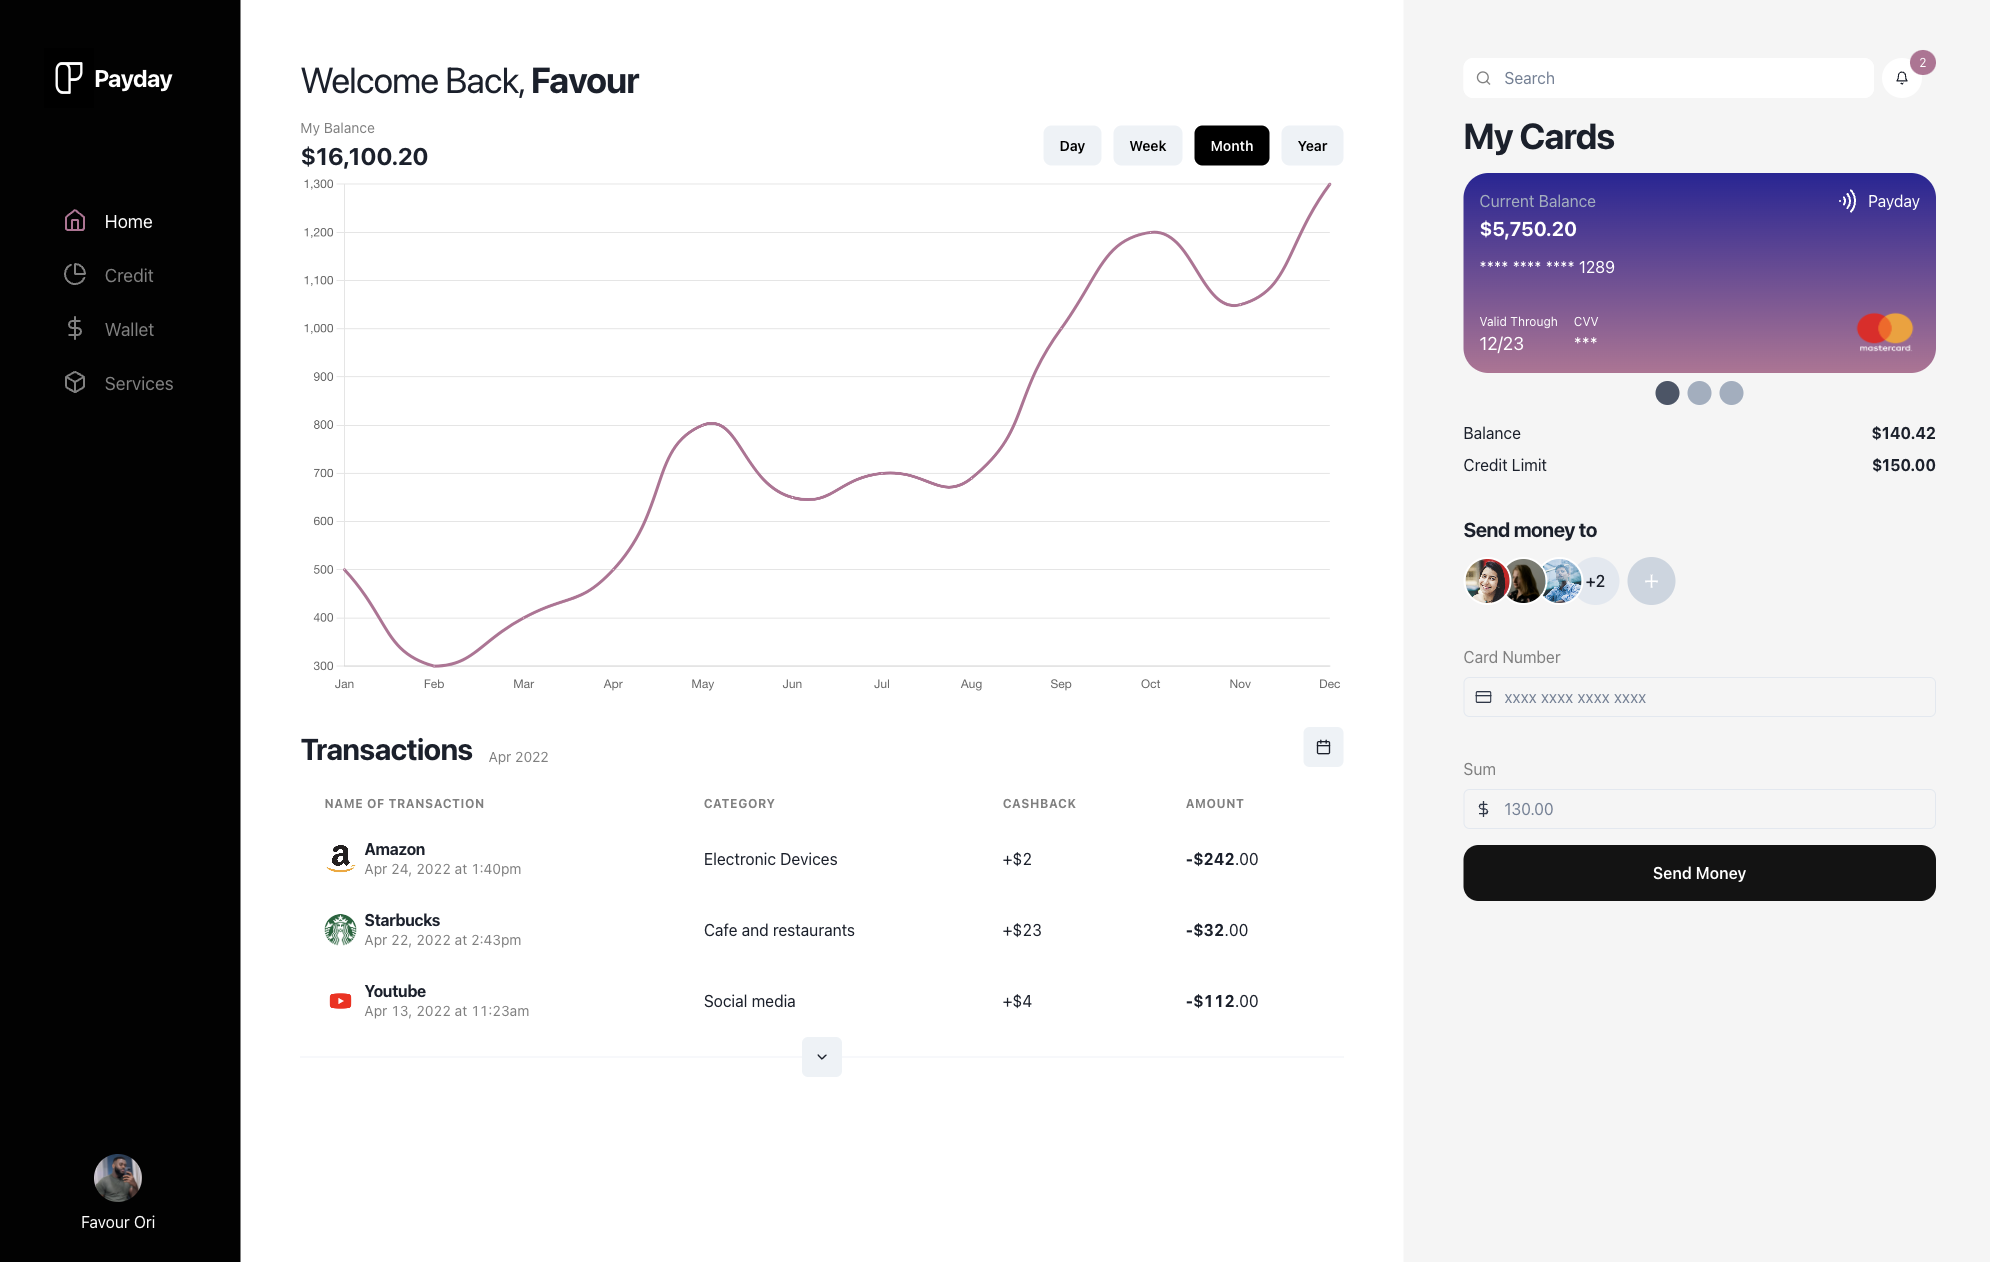 Payday
Home
Credit
Wallet
Services
Favour Ori
Welcome Back, Favour
My Balance
$16,100.20
Day Week Month Year
1,300
1,200
1,100
1,000
900
800
700
600
500
400
300
Jan Feb Mar Apr May Jun Jul Aug Sep Oct Nov Dec
Transactions Apr 2022
NAME OF TRANSACTION CATEGORY CASHBACK AMOUNT
Amazon
Apr 24, 2022 at 1:40pm
Electronic Devices +$2 -$242.00
Starbucks
Apr 22, 2022 at 2:43pm
Cafe and restaurants +$23 -$32.00
Youtube
Apr 13, 2022 at 11:23am
Social media +$4 -$112.00
Search
2
My Cards
Current Balance
Payday
$5,750.20
**** **** **** 1289
Valid Through CVV
12/23 ***
mastercard
Balance $140.42
Credit Limit $150.00
Send money to
+2
+
Card Number
xxxx xxxx xxxx xxxx
Sum
$ 130.00
Send Money